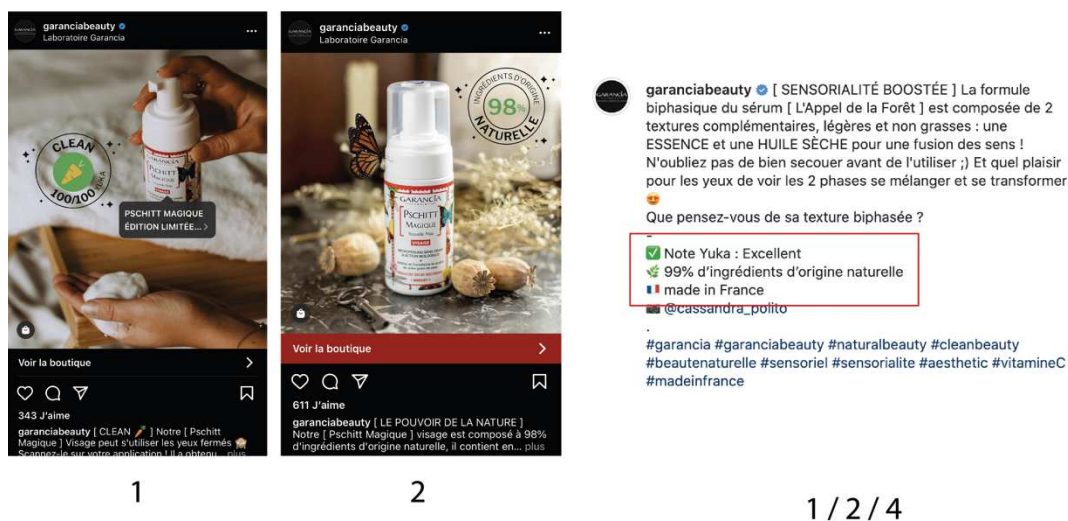 garanciabeauty
Laboratoire Garancia
CLEAN
100/100
YUKA
GARANCIA
PSCHITT
MAGIQUE
PSCHITT MAGIQUE
ÉDITION LIMITÉE... >
Voir la boutique
343 J'aime
garanciabeauty [ CLEAN 🥕 ] Notre [ Pschitt
Magique ] Visage peut s'utiliser les yeux fermés 🙈
Scannez-le sur votre application ! Il a obtenu... plus
1
garanciabeauty
Laboratoire Garancia
INGRÉDIENTS D'ORIGINE
98%
NATURELLE
GARANCIA
PSCHITT
MAGIQUE
Nouvelle Peau
VISAGE
Voir la boutique
611 J'aime
garanciabeauty [ LE POUVOIR DE LA NATURE ]
Notre [ Pschitt Magique ] visage est composé à 98%
d'ingrédients d'origine naturelle, il contient en... plus
2
GARANCIA
garanciabeauty [ SENSORIALITÉ BOOSTÉE ] La formule
biphasique du sérum [ L'Appel de la Forêt ] est composée de 2
textures complémentaires, légères et non grasses : une
ESSENCE et une HUILE SÈCHE pour une fusion des sens !
N'oubliez pas de bien secouer avant de l'utiliser ;) Et quel plaisir
pour les yeux de voir les 2 phases se mélanger et se transformer
😍
Que pensez-vous de sa texture biphasée ?
-
✅ Note Yuka : Excellent
🌿 99% d'ingrédients d'origine naturelle
🇫🇷 made in France
📷 @cassandra_polito
.
#garancia #garanciabeauty #naturalbeauty #cleanbeauty
#beautenaturelle #sensoriel #sensorialite #aesthetic #vitamineC
#madeinfrance
1 / 2 / 4